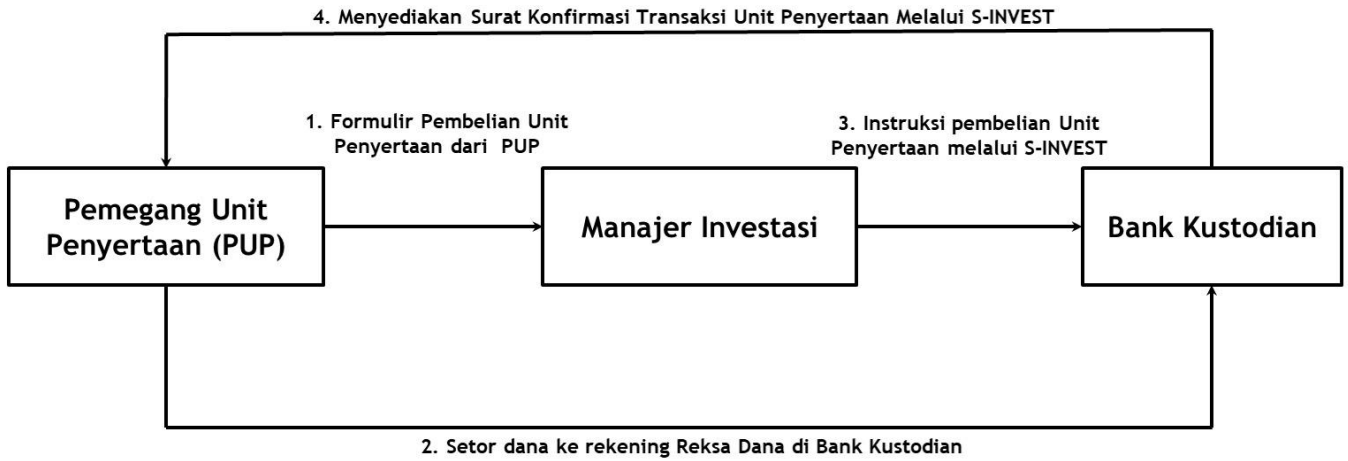 4. Menyediakan Surat Konfirmasi Transaksi Unit Penyertaan Melalui S-INVEST
1. Formulir Pembelian Unit
Penyertaan dari PUP
3. Instruksi pembelian Unit
Penyertaan melalui S-INVEST
Pemegang Unit
Penyertaan (PUP)
Manajer Investasi
Bank Kustodian
2. Setor dana ke rekening Reksa Dana di Bank Kustodian